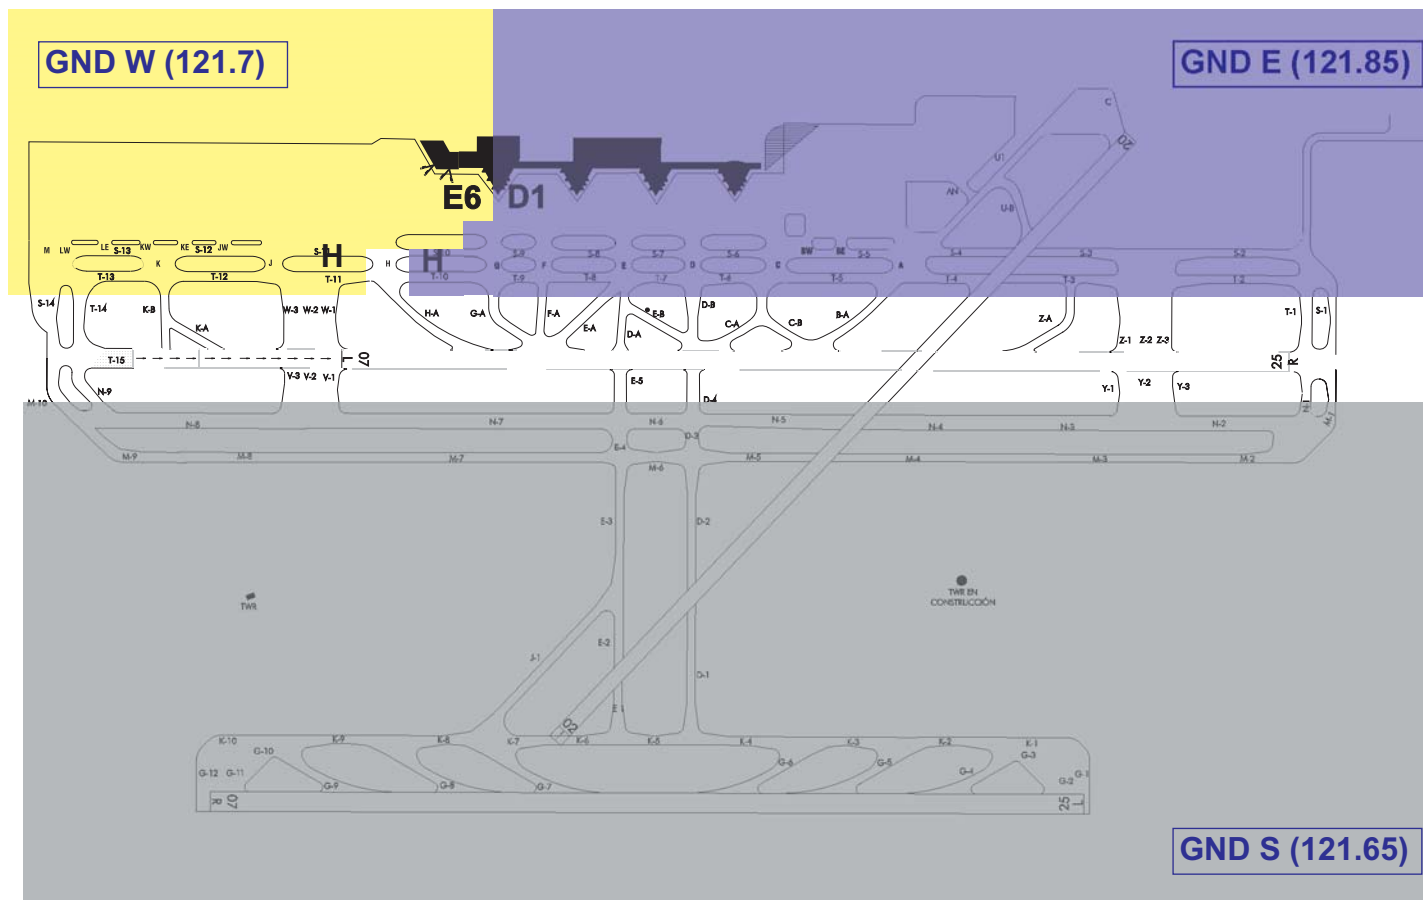 GND W (121.7)
GND E (121.85)
C
20
U1
E6 D1
AN
U-B
M LW LE S-13 KW KE S-12 JW S-9 S-8 S-7 S-6 S-5 S-4 S-3 S-2
K J H H H G F E D C A
T-13 T-12 T-11 T-10 T-9 T-8 T-7 T-6 T-5 T-4 T-3 T-2
S-14 T-14 K-B W-3 W-2 W-1 H-A G-A F-A E-B D-B B-A Z-A T-1 S-1
K-A E-A D-A C-A C-B Z-1 Z-2 Z-3
T-15 07 L 25 R
V-3 V-2 V-1 E-5 Y-1 Y-2 Y-3
N-9 D-4 N-1
M-10 M-1
N-8 N-7 N-6 N-5 N-4 N-3 N-2
E-4 D-3
M-9 M-8 M-7 M-6 M-5 M-4 M-3 M-2
E-3 D-2
TWR
TWR EN
CONSTRUCCIÓN
J-1 E-2
D-1
02
K-10 K-9 K-8 K-7 K-6 K-5 K-4 K-3 K-2 K-1
G-10 G-6 G-5 G-3
G-12 G-11 G-4 G-1
G-9 G-8 G-7 G-2
07 R 25 L
GND S (121.65)